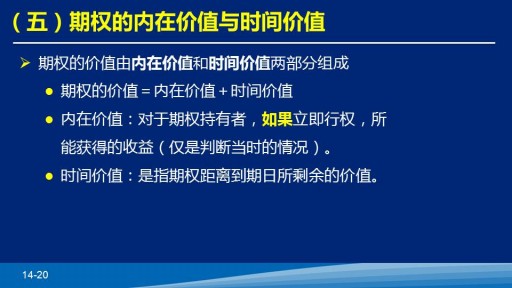 （五）期权的内在价值与时间价值
期权的价值由内在价值和时间价值两部分组成
期权的价值＝内在价值＋时间价值
内在价值：对于期权持有者，如果立即行权，所
能获得的收益（仅是判断当时的情况）。
时间价值：是指期权距离到期日所剩余的价值。
14-20